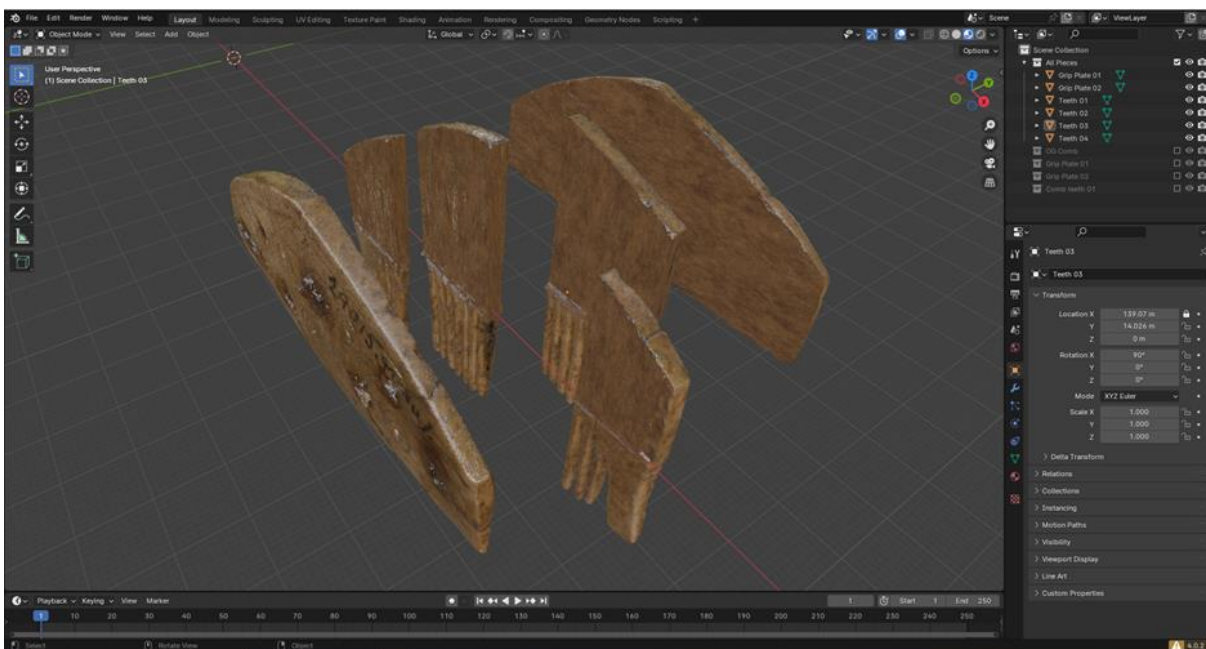 File Edit Render Window Help Layout Modeling Sculpting UV Editing Texture Paint Shading Animation Rendering Compositing Geometry Nodes Scripting + Scene ViewLayer
Object Mode View Select Add Object Global
Options
User Perspective
(1) Scene Collection | Teeth 03
Scene Collection
All Pieces
Grip Plate 01
Grip Plate 02
Teeth 01
Teeth 02
Teeth 03
Teeth 04
OG Comb
Grip Plate 01
Grip Plate 02
Comb teeth 01
Teeth 03
Teeth 03
Transform
Location X 139.07 m
Y 14.026 m
Z 0 m
Rotation X 90°
Y 0°
Z 0°
Mode XYZ Euler
Scale X 1.000
Y 1.000
Z 1.000
Delta Transform
Relations
Collections
Instancing
Motion Paths
Visibility
Viewport Display
Line Art
Custom Properties
Playback Keying View Marker 1 Start 1 End 250
1 10 20 30 40 50 60 70 80 90 100 110 120 130 140 150 160 170 180 190 200 210 220 230 240 250
Select Rotate View Object 4.0.2